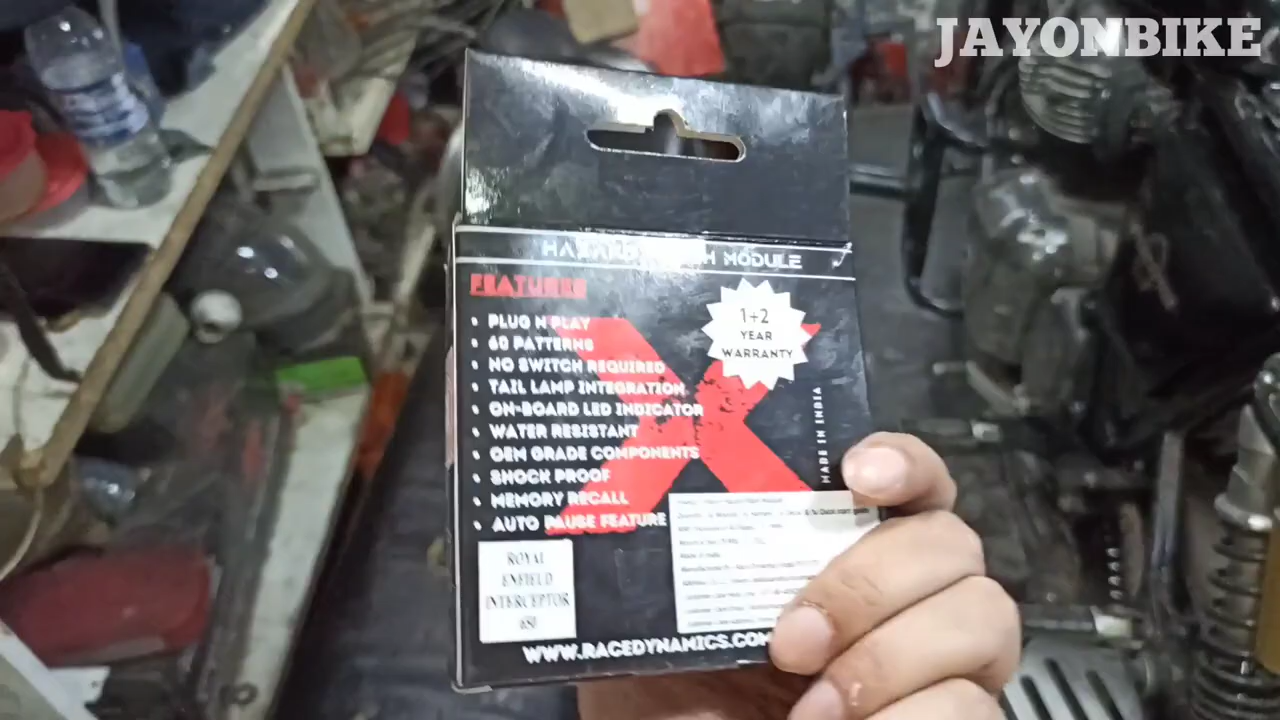 JAYONBIKE
MODULE
FEATURES
1+2
YEAR
WARRANTY
• PLUG N PLAY
• 60 PATTERNS
• NO SWITCH REQUIRED
• TAIL LAMP INTEGRATION
• ON-BOARD LED INDICATOR
• WATER RESISTANT
• OEM GRADE COMPONENTS
• SHOCK PROOF
• MEMORY RECALL
• AUTO PAUSE FEATURE
MADE IN INDIA
ROYAL
ENFIELD
INTERCEPTOR
650
WWW.RACEDYNAMICS.COM